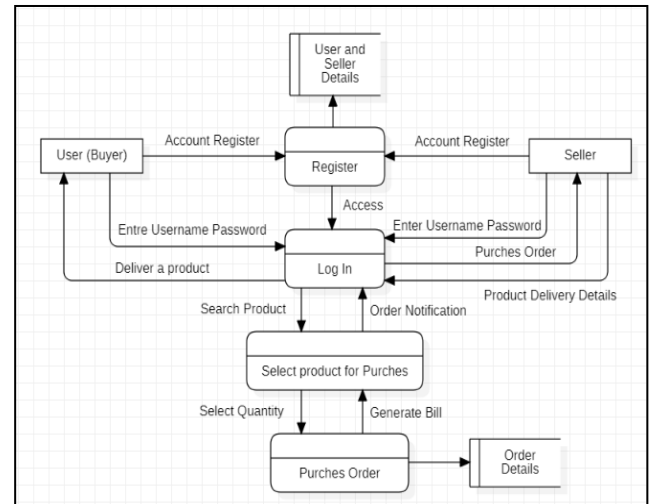 User and
Seller
Details
Account Register
Account Register
User (Buyer)
Register
Seller
Access
Entre Username Password
Enter Username Password
Purches Order
Deliver a product
Log In
Product Delivery Details
Search Product
Order Notification
Select product for Purches
Select Quantity
Generate Bill
Order
Details
Purches Order